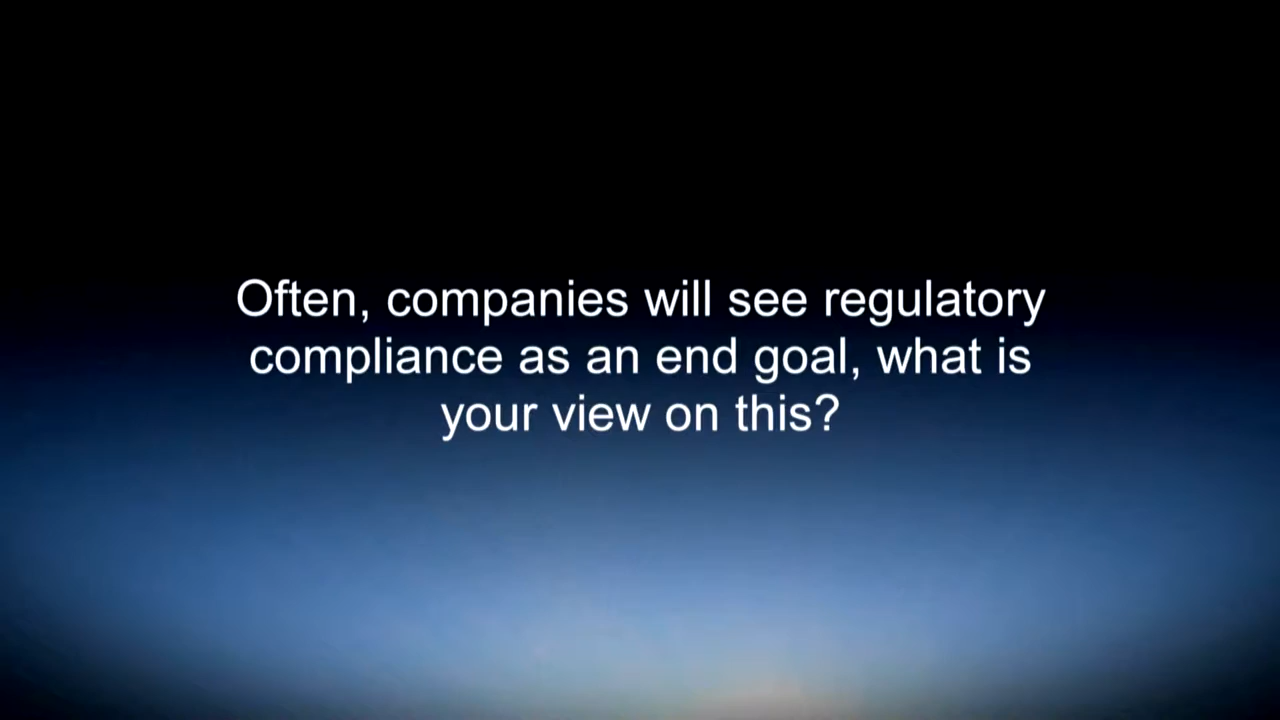 Often, companies will see regulatory
compliance as an end goal, what is
your view on this?